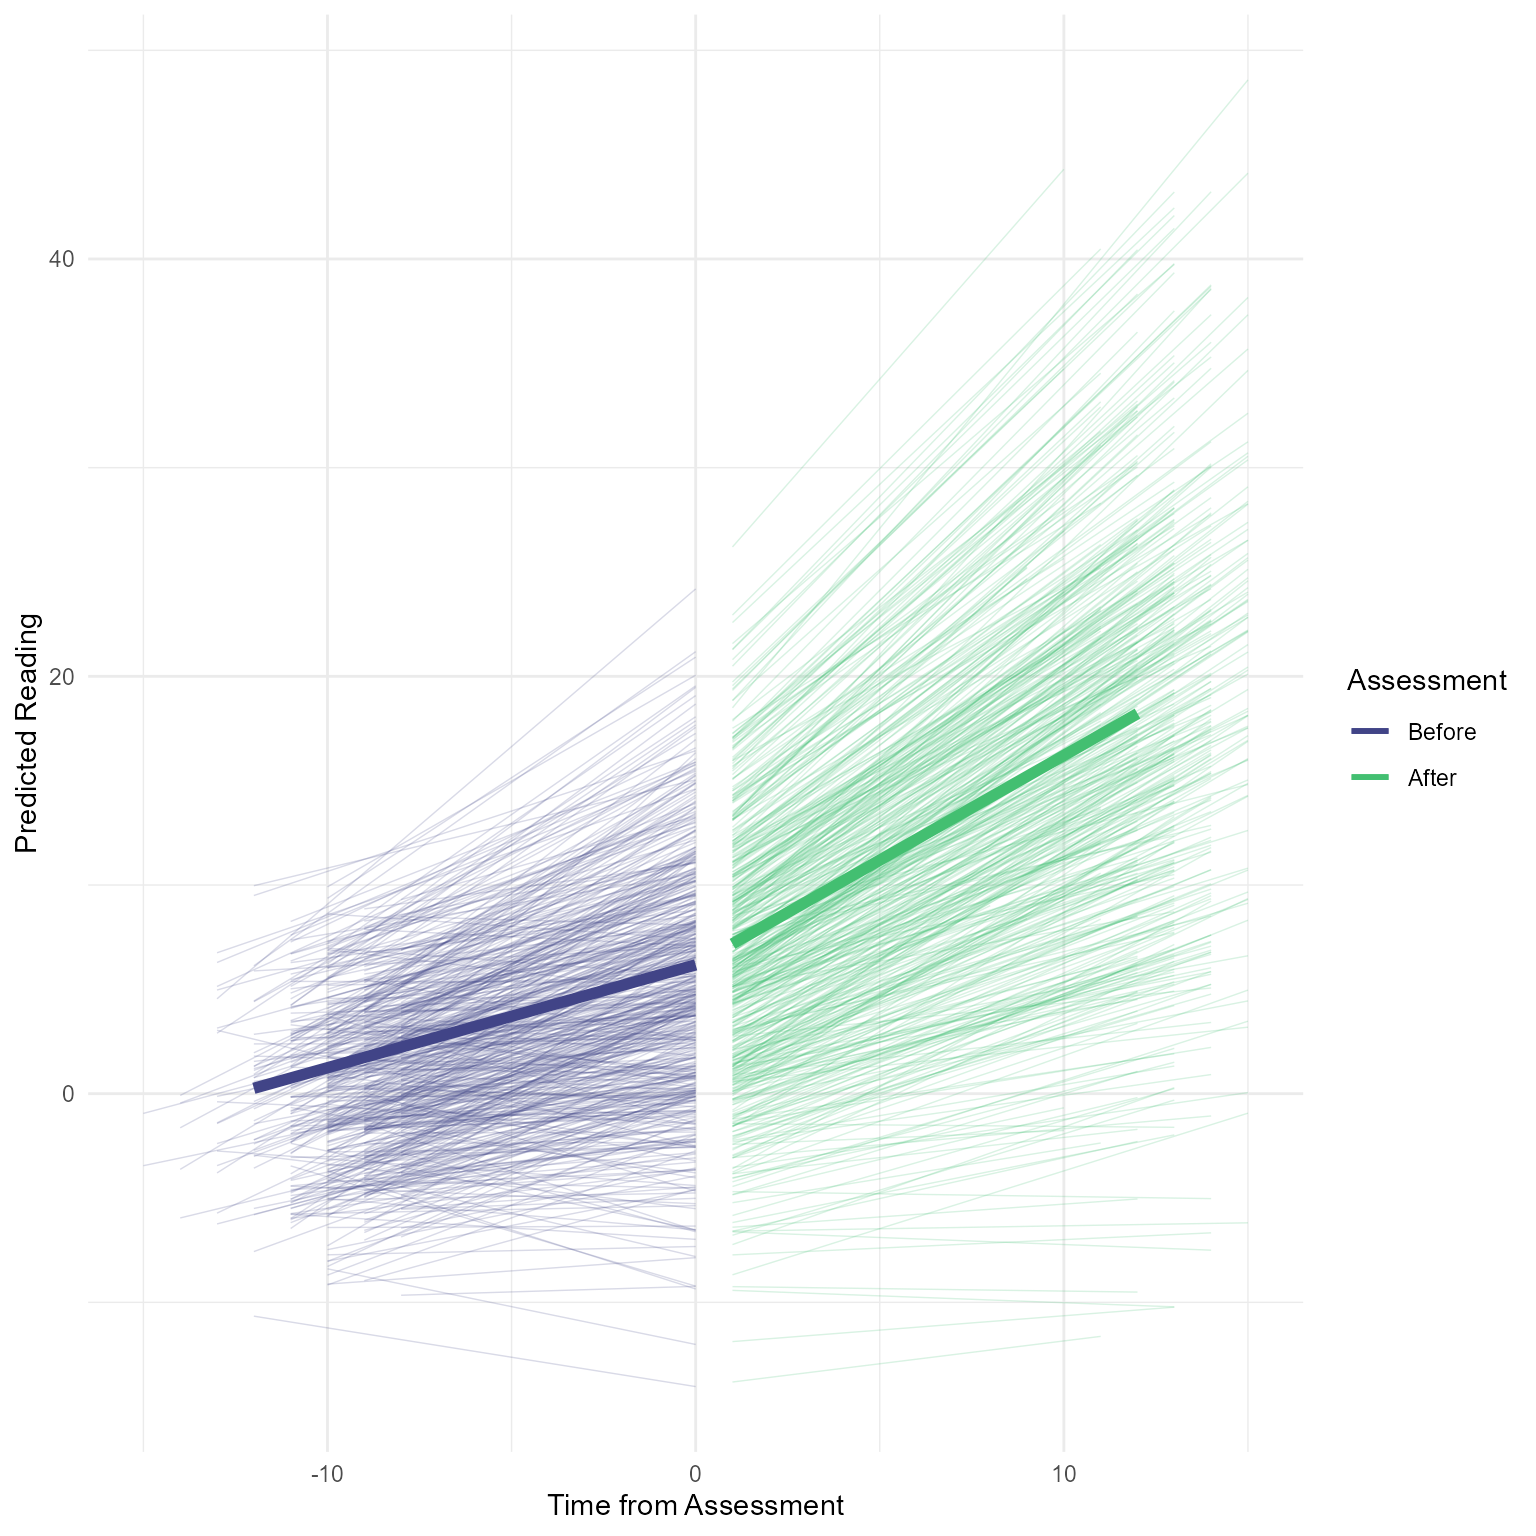 40
20
0
-10
0
10
Time from Assessment
Predicted Reading
Assessment
Before
After